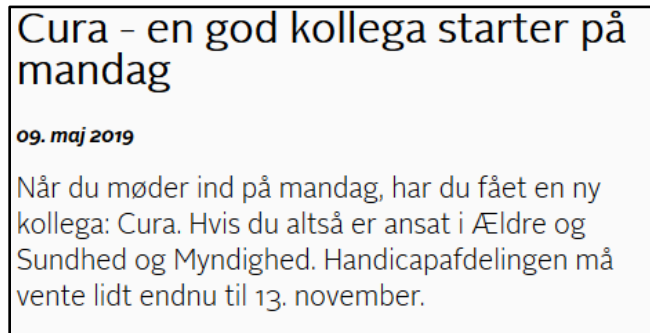 Cura - en god kollega starter på
mandag
09. maj 2019
Når du møder ind på mandag, har du fået en ny
kollega: Cura. Hvis du altså er ansat i Ældre og
Sundhed og Myndighed. Handicapafdelingen må
vente lidt endnu til 13. november.